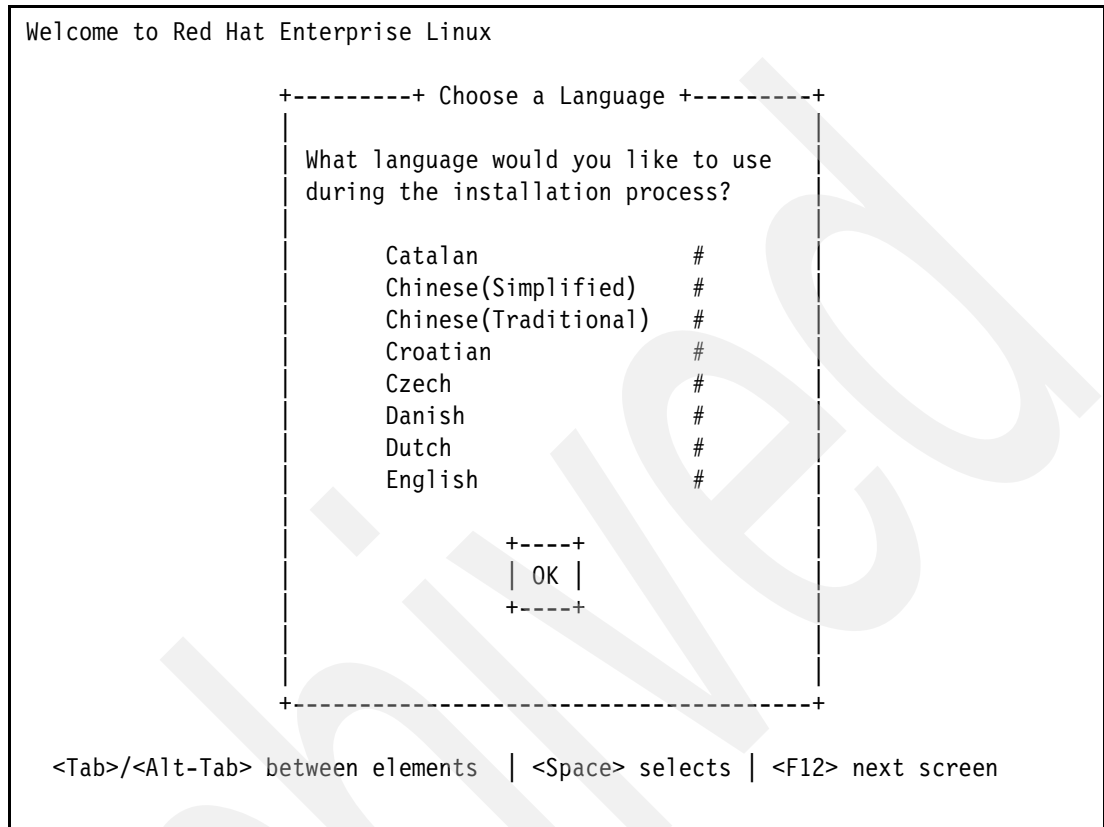 Welcome to Red Hat Enterprise Linux
+---------+ Choose a Language +---------+
What language would you like to use
during the installation process?
Catalan #
Chinese(Simplified) #
Chinese(Traditional) #
Croatian #
Czech #
Danish #
Dutch #
English #
+----+
| OK |
+----+
+---------------------------------------+
<Tab>/<Alt-Tab> between elements | <Space> selects | <F12> next screen